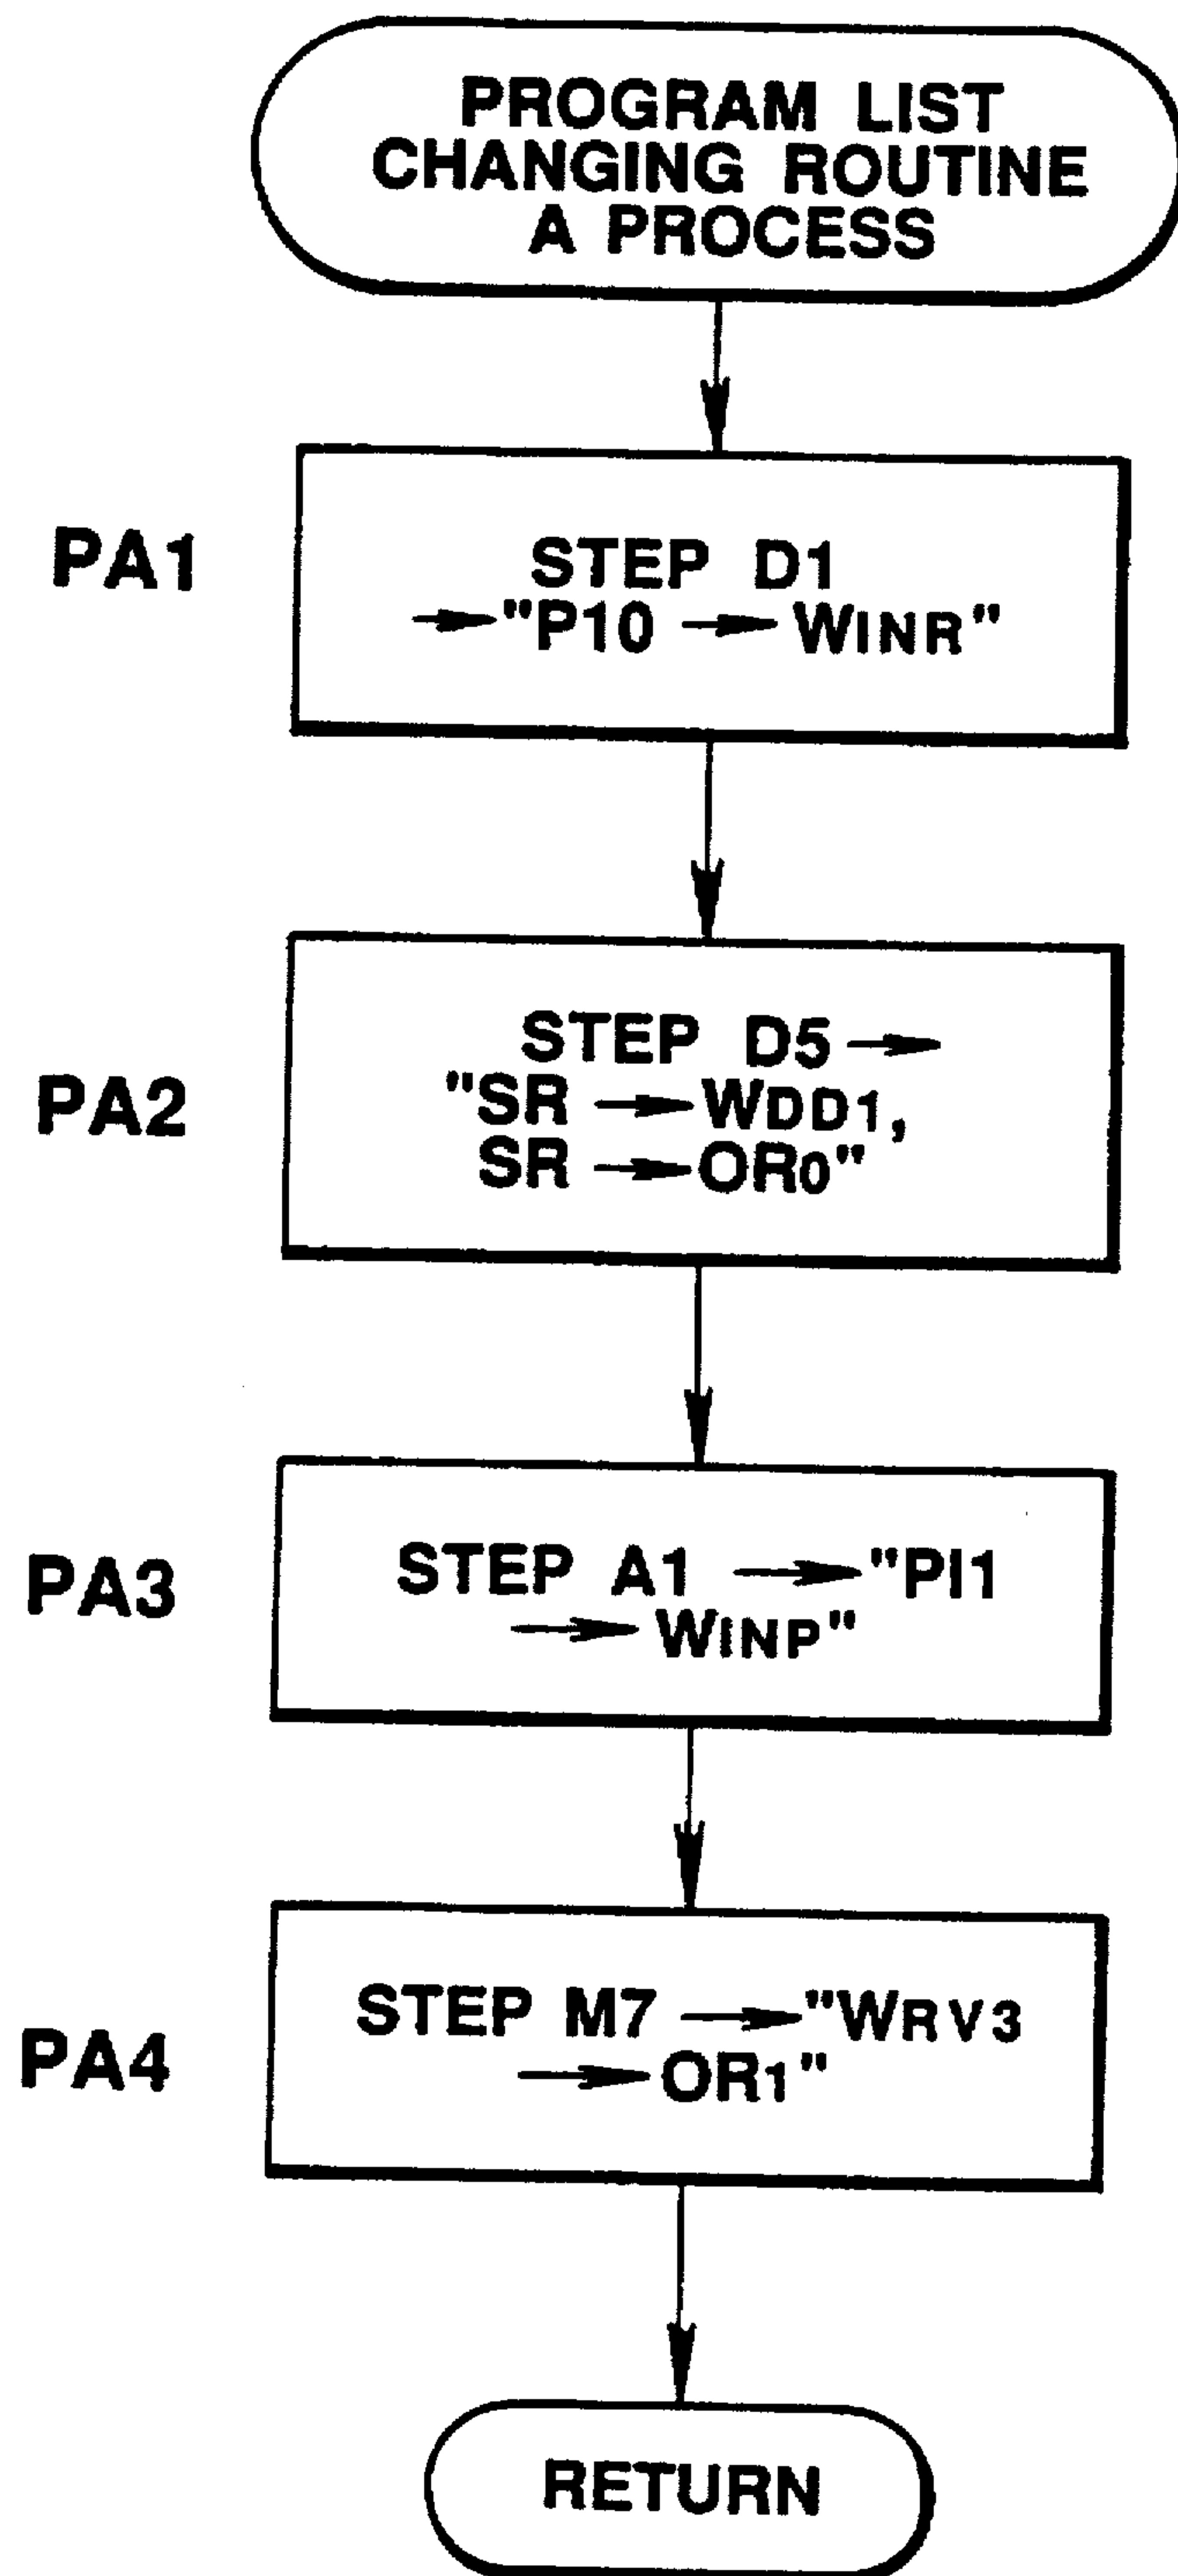 PROGRAM LIST
CHANGING ROUTINE
A PROCESS
PA1
STEP D1
→"P10 → WINR"
PA2
STEP D5 →
"SR → WDD1,
SR → OR0"
PA3
STEP A1 → "PI1
→ WINP"
PA4
STEP M7 → "WRV3
→ OR1"
RETURN